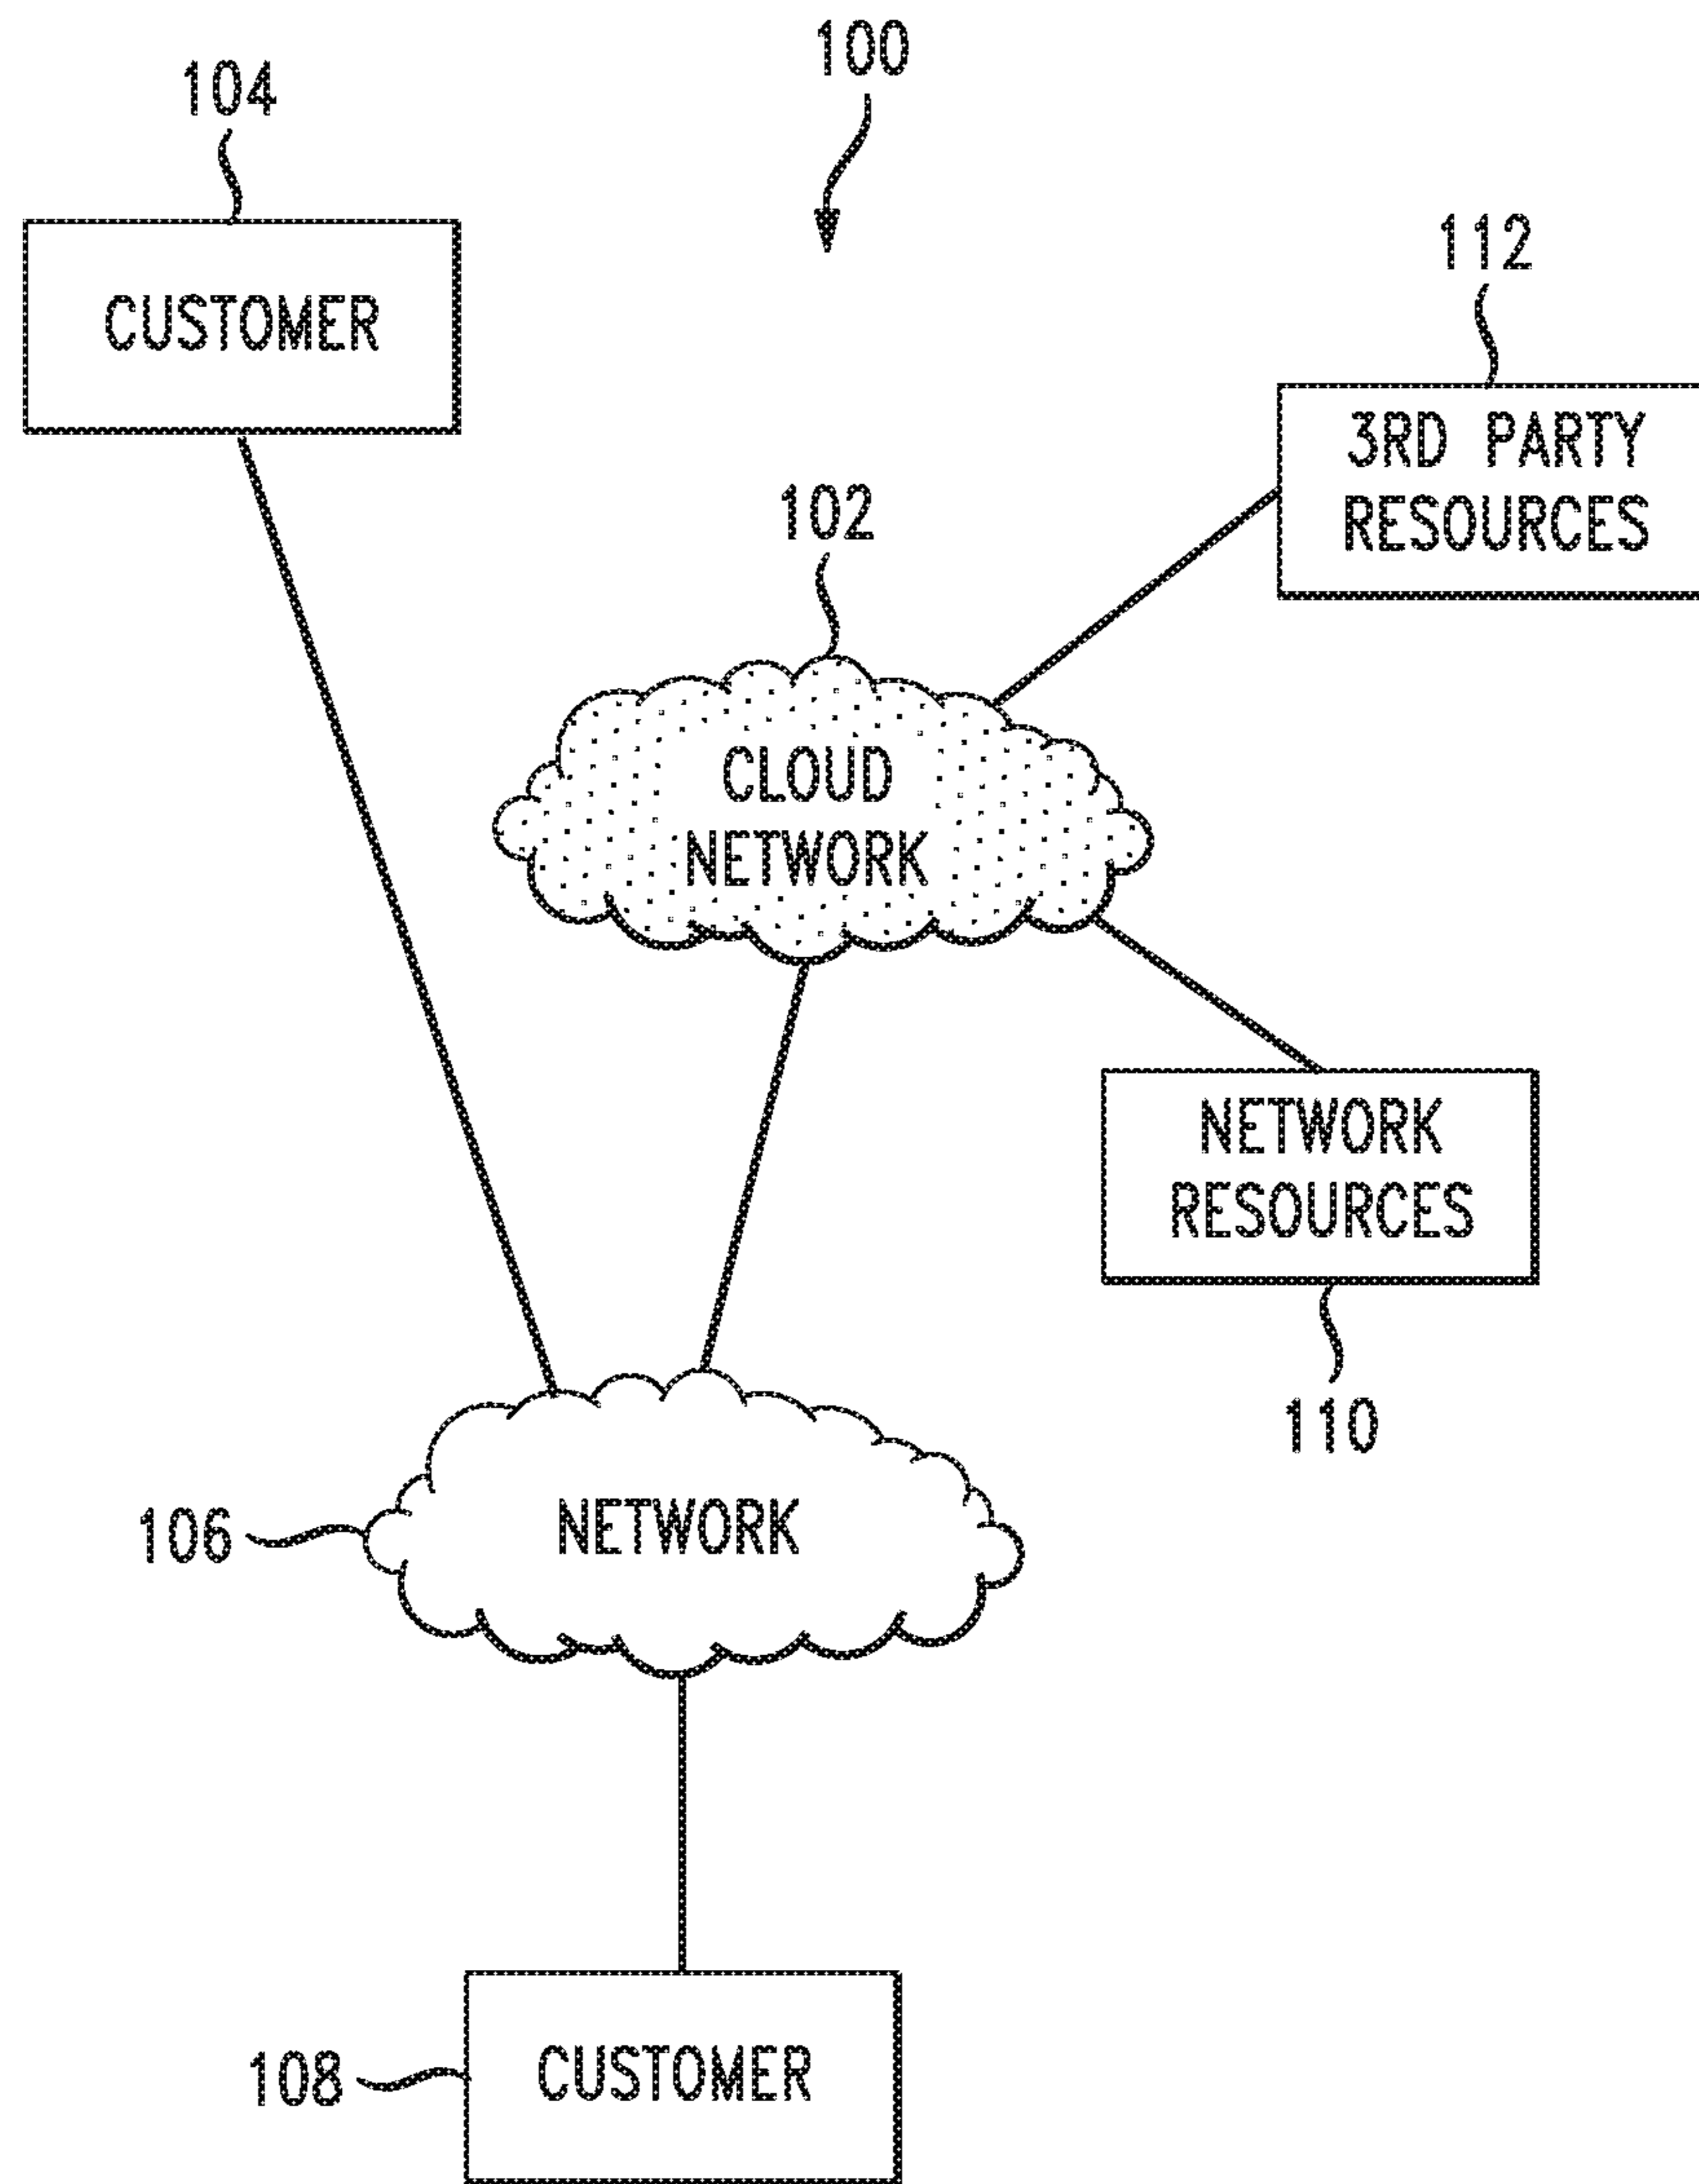 100
104
CUSTOMER
112
3RD PARTY
RESOURCES
102
CLOUD
NETWORK
NETWORK
RESOURCES
110
106
NETWORK
108
CUSTOMER